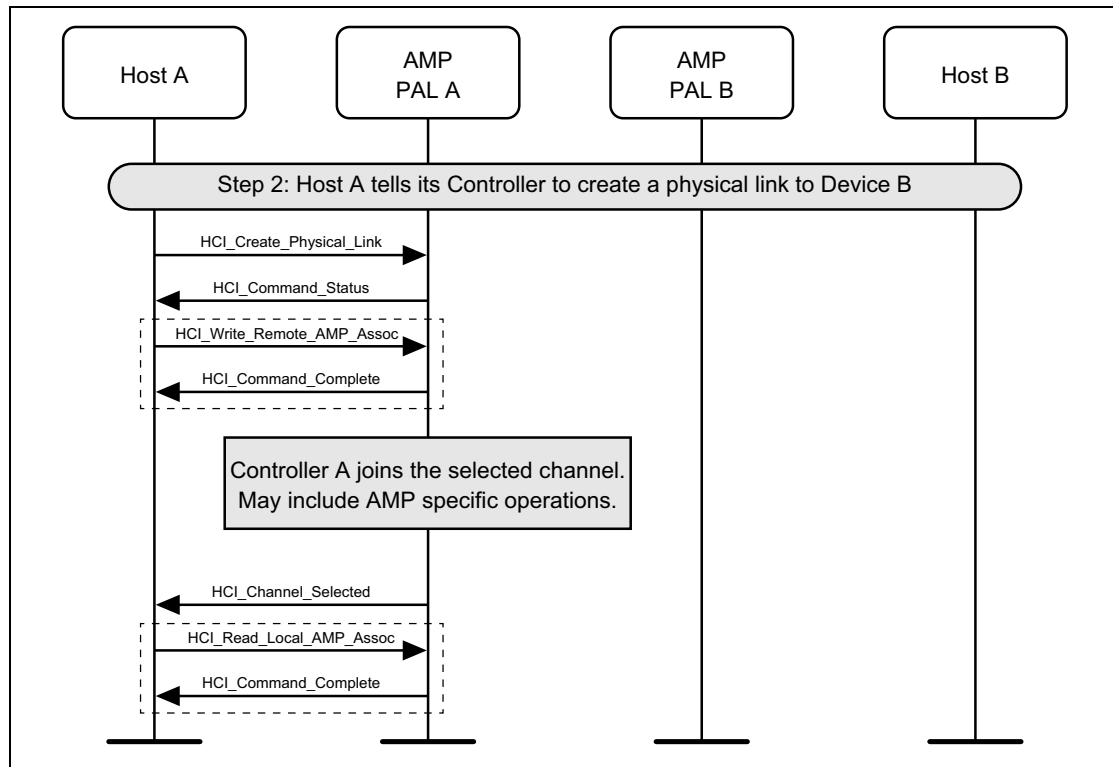 Host A
AMP
PAL A
AMP
PAL B
Host B
Step 2: Host A tells its Controller to create a physical link to Device B
HCI_Create_Physical_Link
HCI_Command_Status
HCI_Write_Remote_AMP_Assoc
HCI_Command_Complete
Controller A joins the selected channel.
May include AMP specific operations.
HCI_Channel_Selected
HCI_Read_Local_AMP_Assoc
HCI_Command_Complete